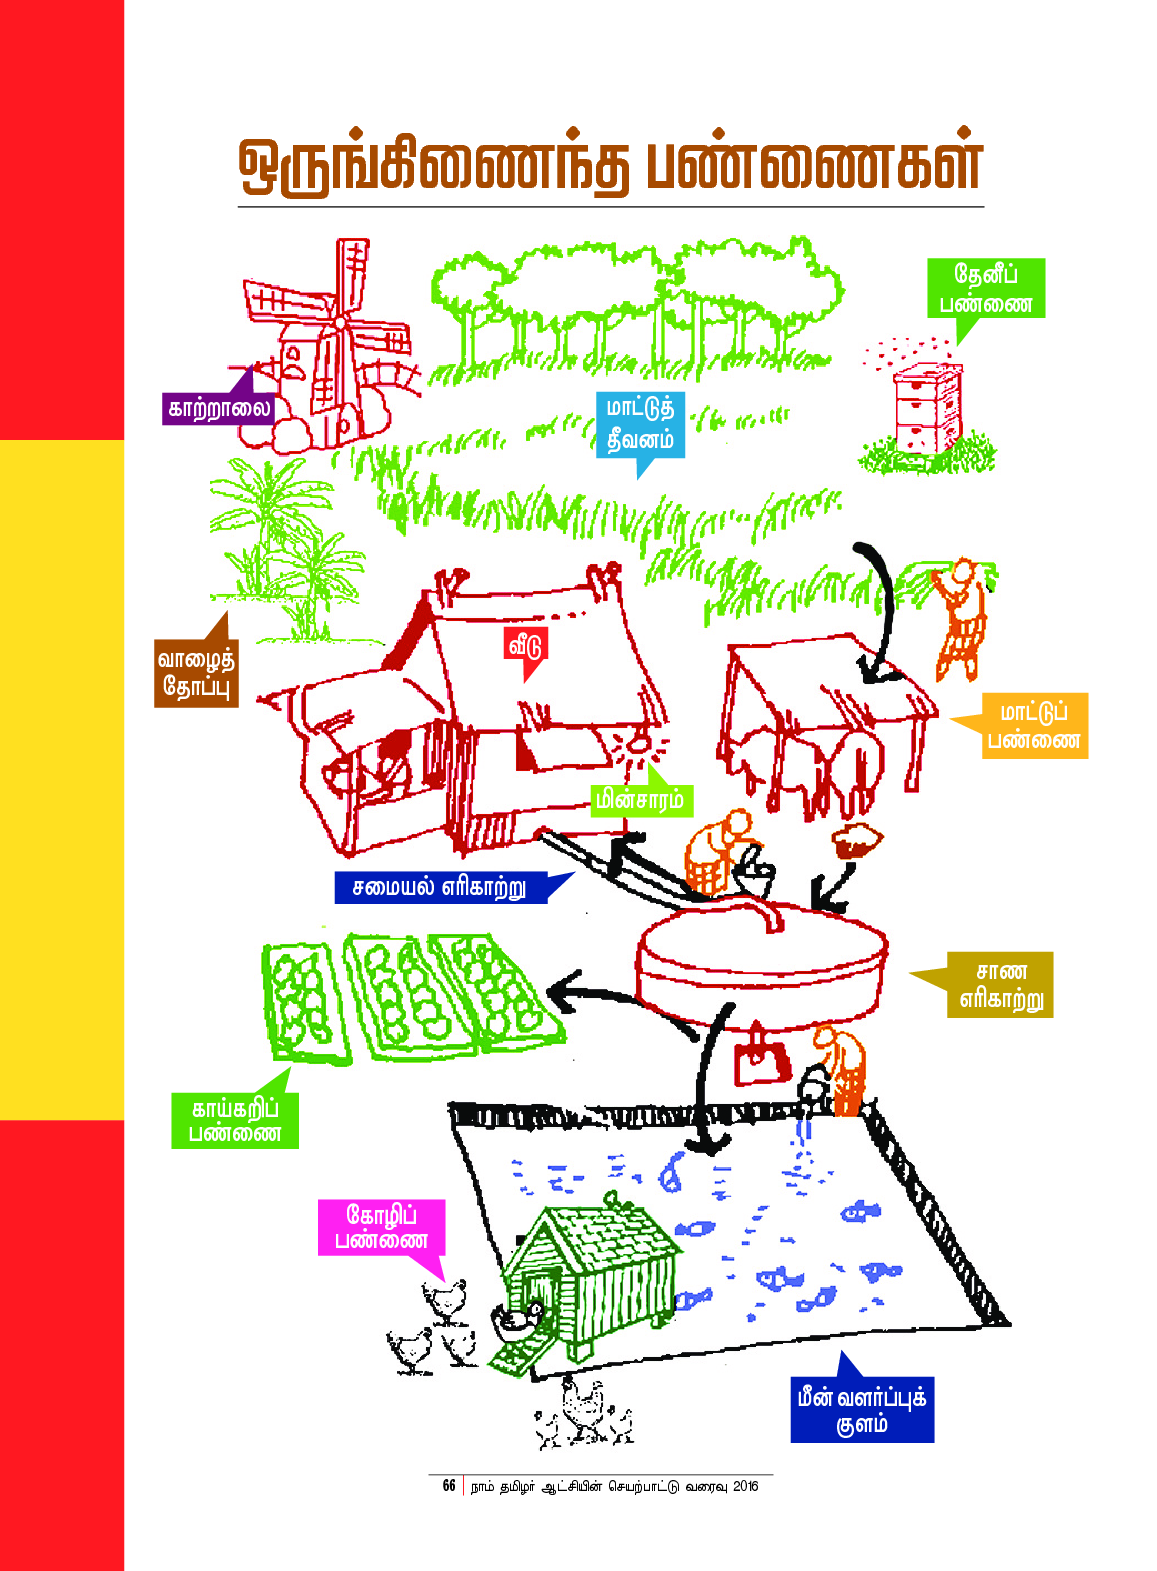 ஒருங்கிணைந்த பண்ணைகள்
தேனீப்
பண்ணை
காற்றாலை
மாட்டுத்
தீவனம்
வாழைத்
தோப்பு
வீடு
மாட்டுப்
பண்ணை
மின்சாரம்
சமையல் எரிகாற்று
சாண
எரிகாற்று
காய்கறிப்
பண்ணை
கோழிப்
பண்ணை
மீன் வளர்ப்புக்
குளம்
66 நாம் தமிழர் ஆட்சியின் செயற்பாட்டு வரைவு 2016